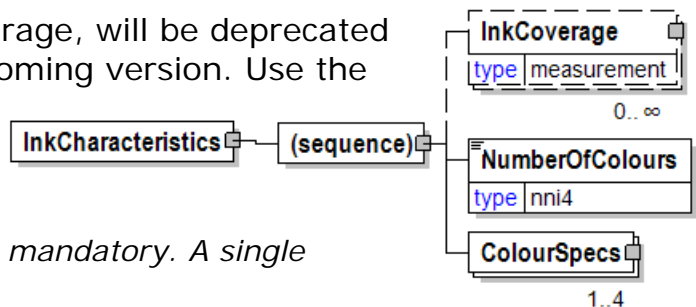 rage, will be deprecated
oming version. Use the
InkCharacteristics
(sequence)
InkCoverage
type measurement
0.. ∞
NumberOfColours
type nni4
ColourSpecs
1..4
mandatory. A single